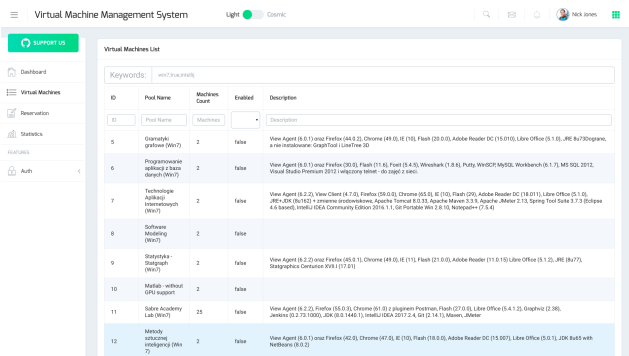 Virtual Machine Management System
Light
Cosmic
Nick Jones
SUPPORT US
Dashboard
Virtual Machines
Reservation
Statistics
FEATURES
Auth
Virtual Machines List
Keywords: win7,true,intellij
ID
Pool Name
Machines
Count
Enabled
Description
ID
Pool Name
Machines
Description
5
Gramatyki
grafowe (Win7)
2
false
View Agent (6.0.1) oraz Firefox (44.0.2), Chrome (49.0), IE (10), Flash (20.0.0), Adobe Reader DC (15.010), Libre Office (5.1.0), JRE 8u73Dograne,
a nie instalowane: GraphTool i LineTree 3D
6
Programowanie
aplikacji z baza
danych (Win7)
2
false
View Agent (6.0.1) oraz Firefox (30.0), Flash (11.6), Foxit (5.4.5), Wireshark (1.8.6), Putty, WinSCP, MySQL Workbench (6.1.7), MS SQL 2012,
Visual Studio Premium 2012 i włączony telnet - do zajęć z sieci.
7
Technologie
Aplikacji
Internetowych
(Win7)
2
false
View Agent (6.2.2), View Client (4.7.0), Firefox (59.0.0), Chrome (65.0), IE (10), Flash (29), Adobe Reader DC (18.011), Libre Office (5.1.0),
JRE+JDK (8u162) + zmienne środowiskowe, Apache Tomcat 8.0.33, Apache Maven 3.3.9, Apache JMeter 2.13, Spring Tool Suite 3.7.3 (Eclipse
4.6 based), IntelliJ IDEA Community Edition 2016.1.1, Git Portable Win 2.8.10, Notepad++ (7.5.4)
8
Software
Modeling
(Win7)
2
false
9
Statystyka -
Statgraph
(Win7)
2
false
View Agent (6.2.2) oraz Firefox (45.0.1), Chrome (49.0), IE (11), Flash (21.0.0), Adobe Reader (11.0.15) Libre Office (5.1.2), JRE (8u77),
Statgraphics Centurion XVII.I (17.01)
10
Matlab - without
GPU support
2
false
11
Sabre Academy
Lab (Win7)
25
false
View Agent (6.2.2), Firefox (55.0.3), Chrome (61.0) z pluginem Postman, Flash (27.0.0), Libre Office (5.4.1.2), Graphviz (2.38),
Jenkins (0.2.73.1000), JDK (8.0.1440.1), IntelliJ IDEA 2017.2.4, Git (2.14.1), Maven, JMeter
12
Metody
sztucznej
inteligencji (Win
7)
2
false
View Agent (6.0.1) oraz Firefox (42.0), Chrome (47.0), IE (10), Flash (18.0.0), Adobe Reader DC (15.007), Libre Office (5.0.1), JDK 8u65 with
NetBeans (8.0.2)